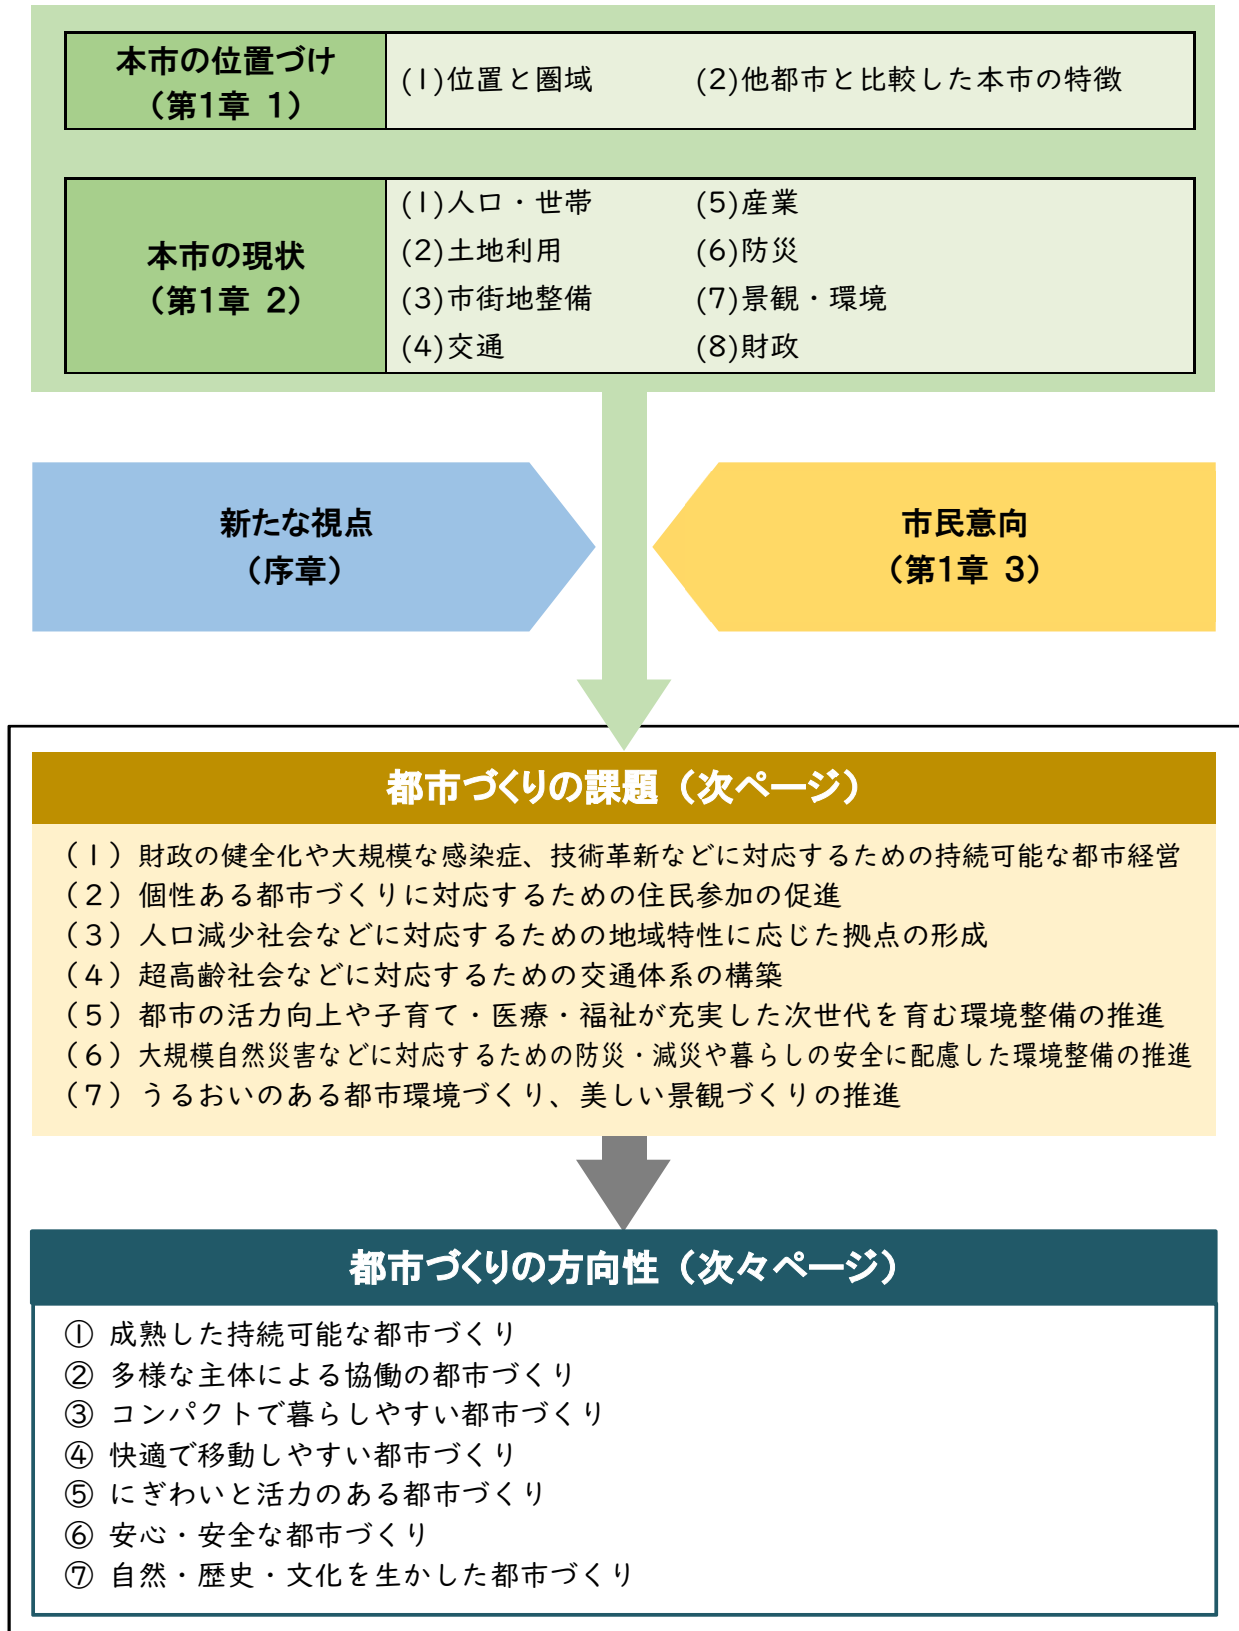 本市の位置づけ
（第1章 1）
(1)位置と圏域
(2)他都市と比較した本市の特徴
本市の現状
（第1章 2）
(1)人口・世帯
(5)産業
(2)土地利用
(6)防災
(3)市街地整備
(7)景観・環境
(4)交通
(8)財政
新たな視点
（序章）
市民意向
（第1章 3）
都市づくりの課題（次ページ）
（1）財政の健全化や大規模な感染症、技術革新などに対応するための持続可能な都市経営
（2）個性ある都市づくりに対応するための住民参加の促進
（3）人口減少社会などに対応するための地域特性に応じた拠点の形成
（4）超高齢社会などに対応するための交通体系の構築
（5）都市の活力向上や子育て・医療・福祉が充実した次世代を育む環境整備の推進
（6）大規模自然災害などに対応するための防災・減災や暮らしの安全に配慮した環境整備の推進
（7）うるおいのある都市環境づくり、美しい景観づくりの推進
都市づくりの方向性（次々ページ）
① 成熟した持続可能な都市づくり
② 多様な主体による協働の都市づくり
③ コンパクトで暮らしやすい都市づくり
④ 快適で移動しやすい都市づくり
⑤ にぎわいと活力のある都市づくり
⑥ 安心・安全な都市づくり
⑦ 自然・歴史・文化を生かした都市づくり